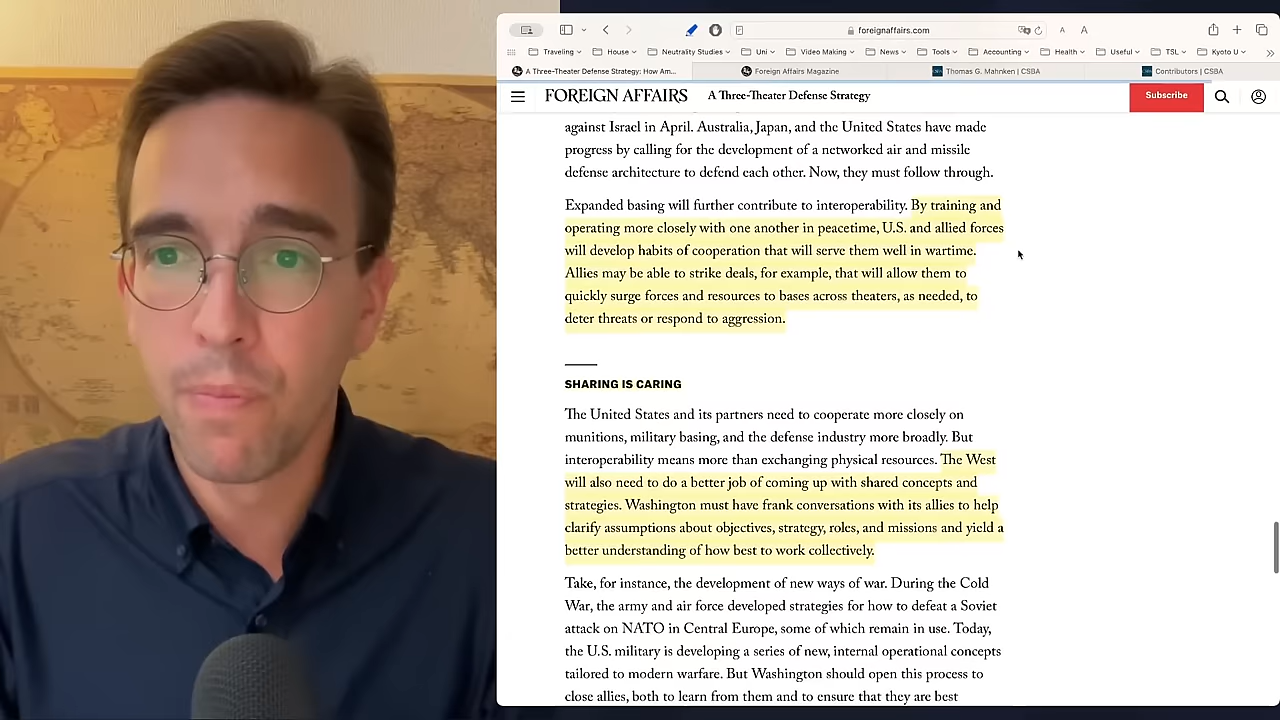 foreignaffairs.com
A
A
Traveling
House
Neutrality Studies
Uni
Video Making
News
Tools
Accounting
Health
Useful
TSL
Kyoto U
A Three-Theater Defense Strategy: How Am...
Foreign Affairs Magazine
Thomas G. Mahnken | CSBA
Contributors | CSBA
FOREIGN AFFAIRS
A Three-Theater Defense Strategy
Subscribe
against Israel in April. Australia, Japan, and the United States have made
progress by calling for the development of a networked air and missile
defense architecture to defend each other. Now, they must follow through.
Expanded basing will further contribute to interoperability. By training and
operating more closely with one another in peacetime, U.S. and allied forces
will develop habits of cooperation that will serve them well in wartime.
Allies may be able to strike deals, for example, that will allow them to
quickly surge forces and resources to bases across theaters, as needed, to
deter threats or respond to aggression.
SHARING IS CARING
The United States and its partners need to cooperate more closely on
munitions, military basing, and the defense industry more broadly. But
interoperability means more than exchanging physical resources. The West
will also need to do a better job of coming up with shared concepts and
strategies. Washington must have frank conversations with its allies to help
clarify assumptions about objectives, strategy, roles, and missions and yield a
better understanding of how best to work collectively.
Take, for instance, the development of new ways of war. During the Cold
War, the army and air force developed strategies for how to defeat a Soviet
attack on NATO in Central Europe, some of which remain in use. Today,
the U.S. military is developing a series of new, internal operational concepts
tailored to modern warfare. But Washington should open this process to
close allies, both to learn from them and to ensure that they are best